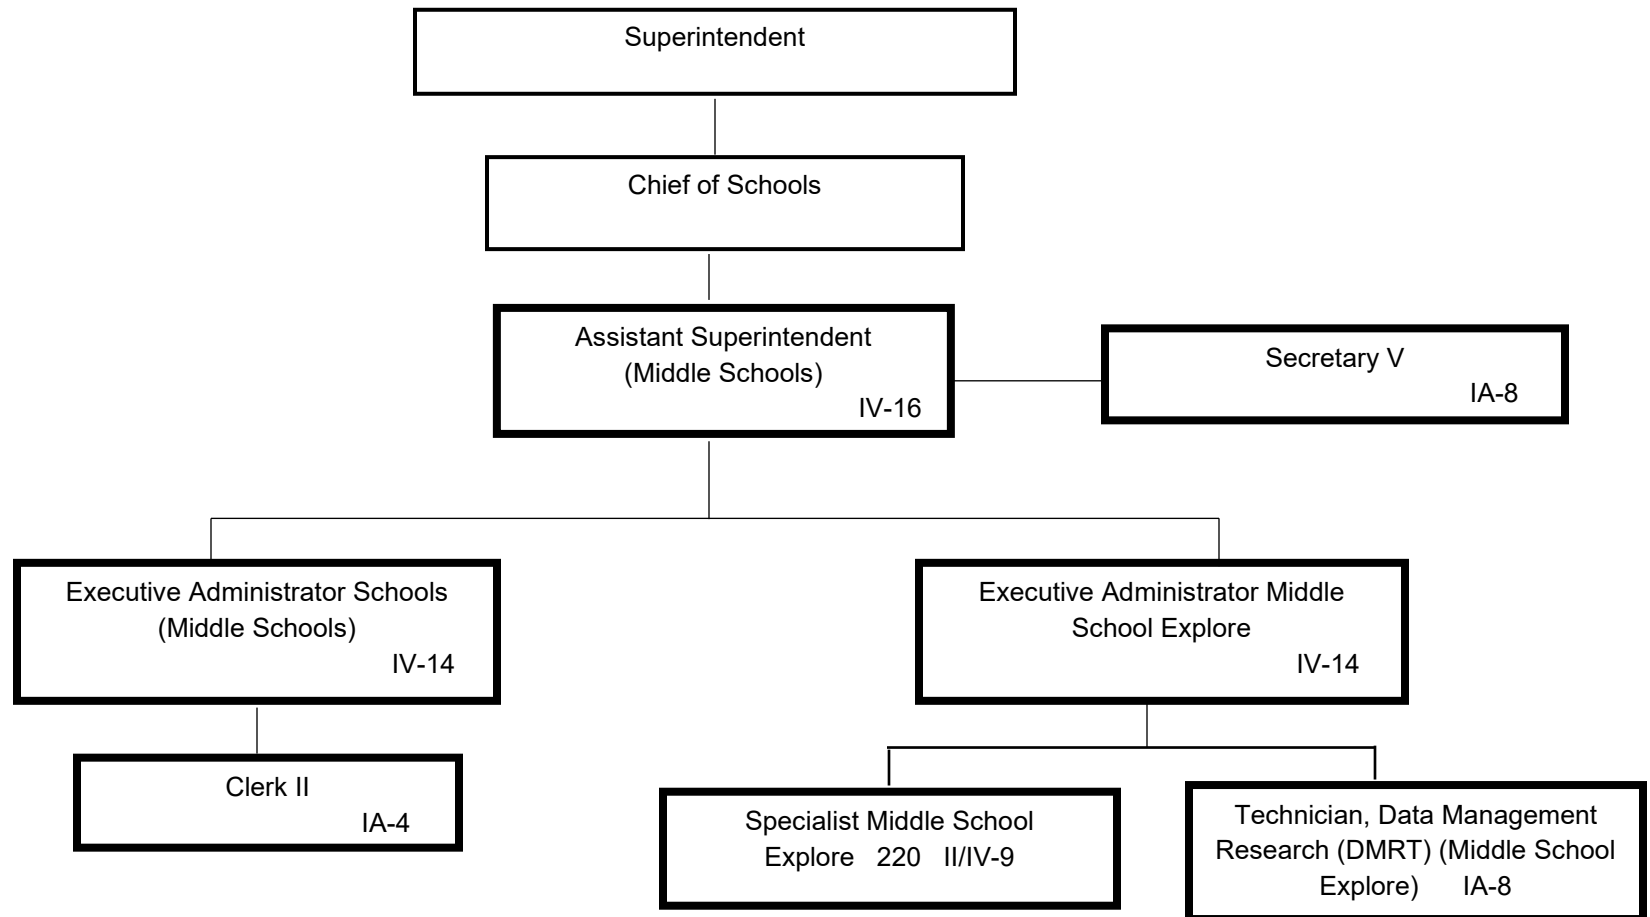 Superintendent
Chief of Schools
Assistant Superintendent
(Middle Schools)
IV-16
Secretary V
IA-8
Executive Administrator Schools
(Middle Schools)
IV-14
Executive Administrator Middle
School Explore
IV-14
Clerk II
IA-4
Specialist Middle School
Explore 220 II/IV-9
Technician, Data Management
Research (DMRT) (Middle School
Explore) IA-8